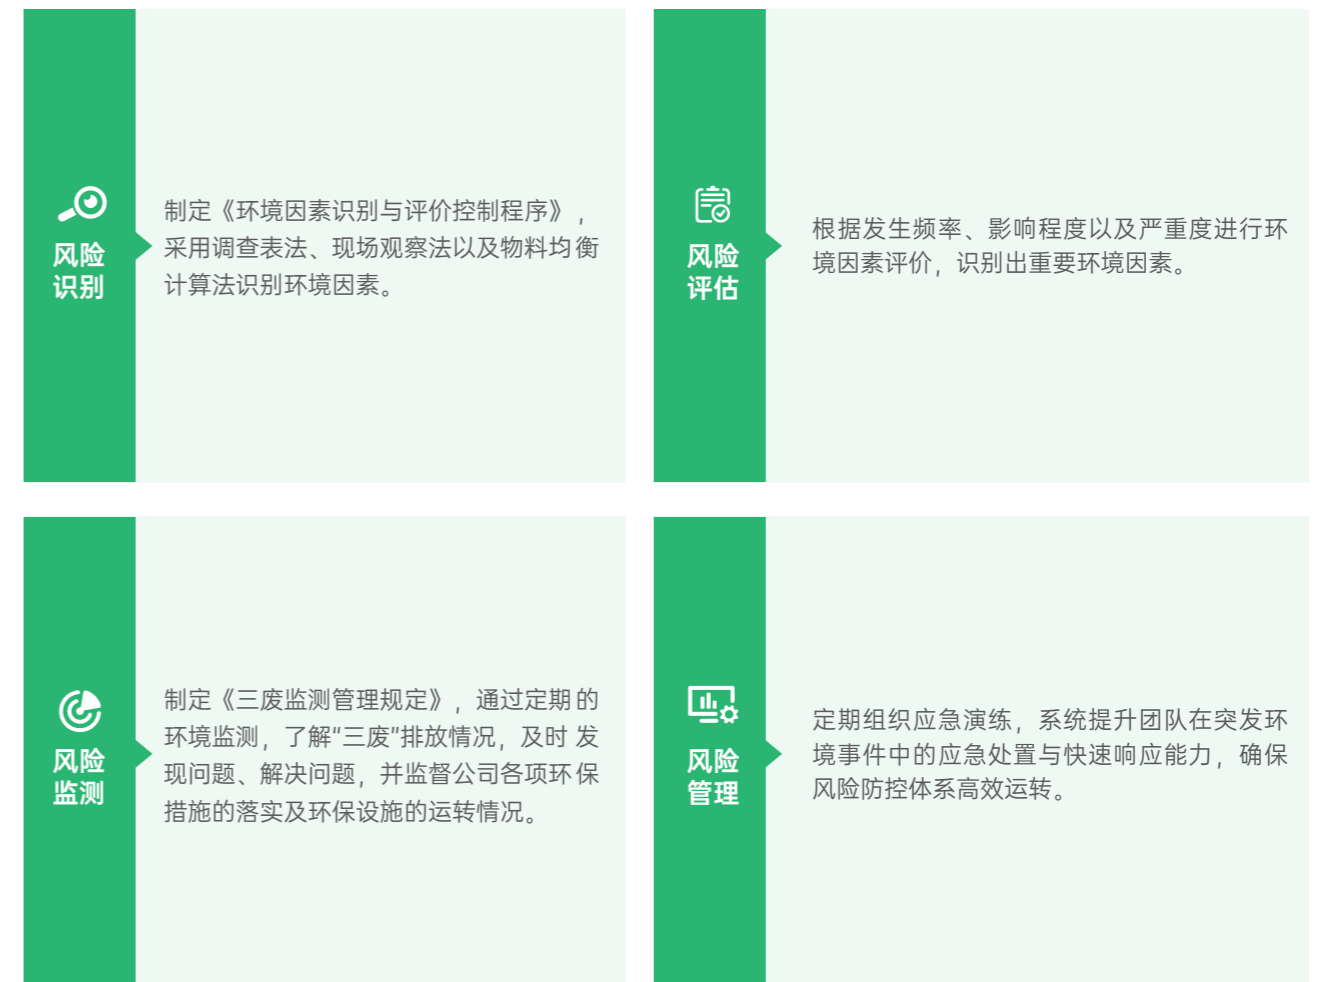 风险
识别
制定《环境因素识别与评价控制程序》，
采用调查表法、现场观察法以及物料均衡
计算法识别环境因素。
风险
评估
根据发生频率、影响程度以及严重度进行环
境因素评价，识别出重要环境因素。
风险
监测
制定《三废监测管理规定》，通过定期的
环境监测，了解“三废”排放情况，及时发
现问题、解决问题，并监督公司各项环保
措施的落实及环保设施的运转情况。
风险
管理
定期组织应急演练，系统提升团队在突发环
境事件中的应急处置与快速响应能力，确保
风险防控体系高效运转。